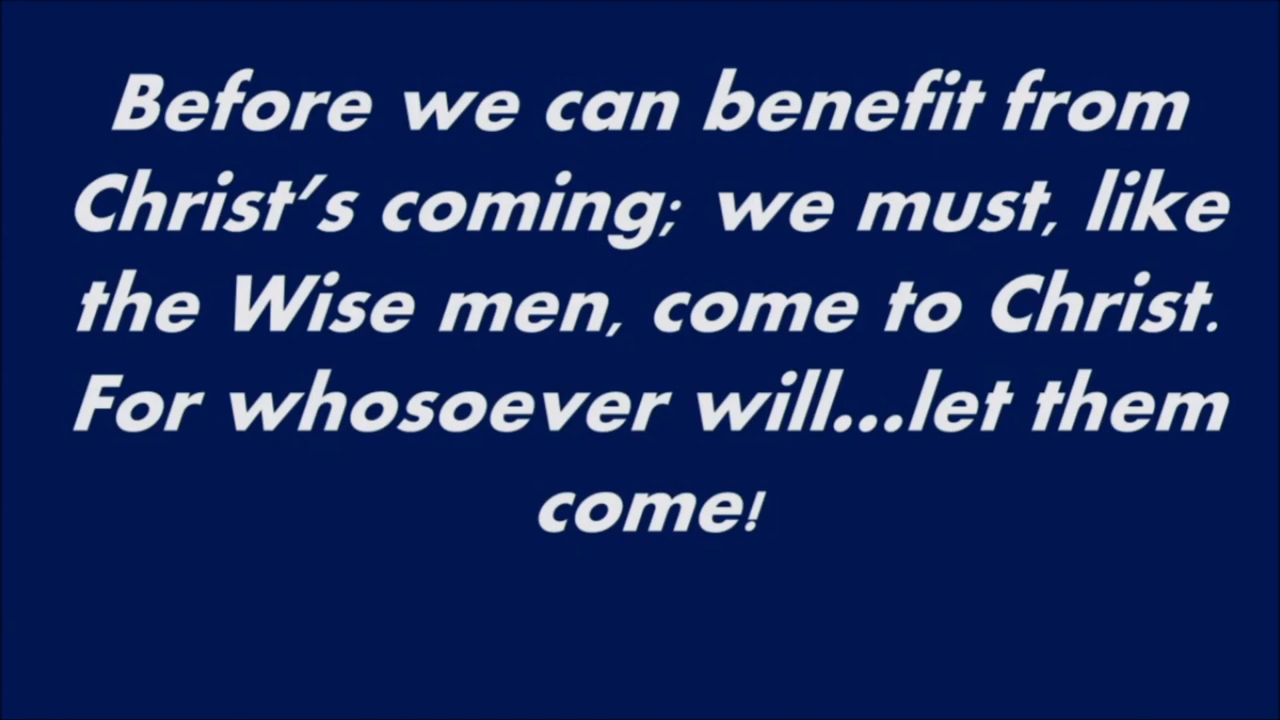 Before we can benefit from
Christ's coming; we must, like
the Wise men, come to Christ.
For whosoever will...let them
come!